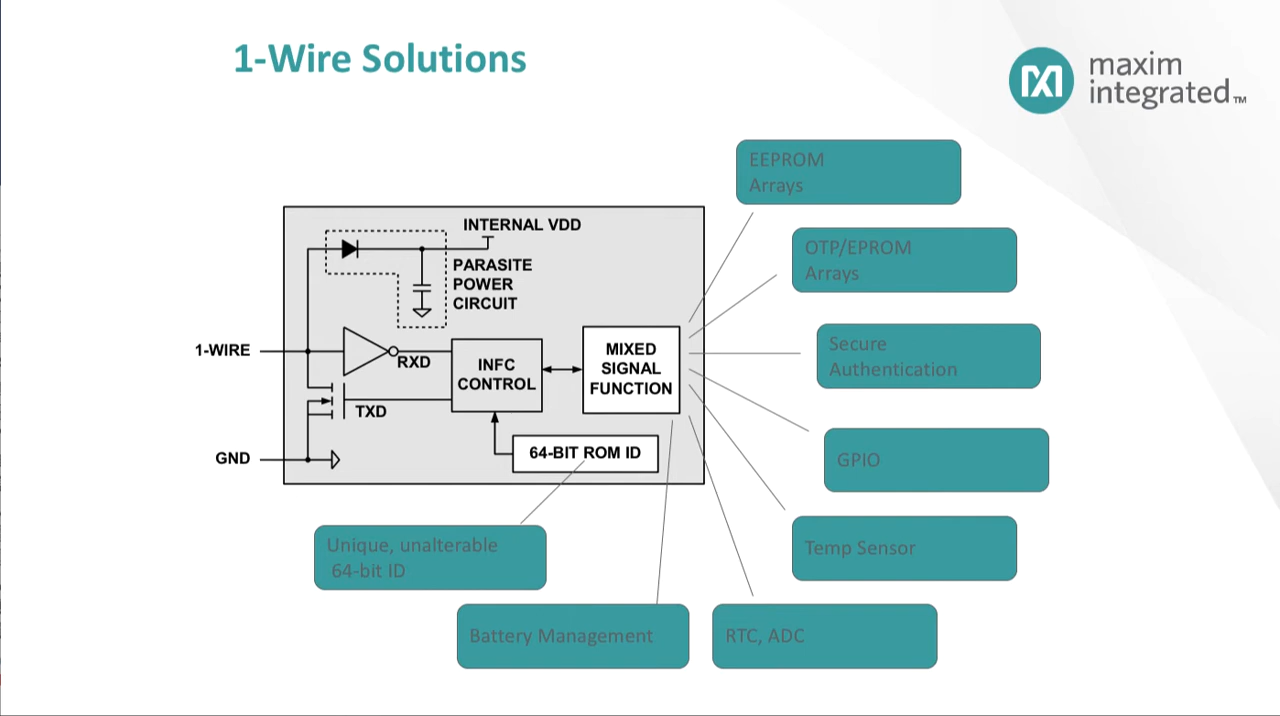 1-Wire Solutions
maxim
integrated™
EEPROM
Arrays
INTERNAL VDD
OTP/EPROM
Arrays
PARASITE
POWER
CIRCUIT
1-WIRE
RXD
INFC
CONTROL
MIXED
SIGNAL
FUNCTION
Secure
Authentication
TXD
GND
64-BIT ROM ID
GPIO
Unique, unalterable
64-bit ID
Temp Sensor
Battery Management
RTC, ADC